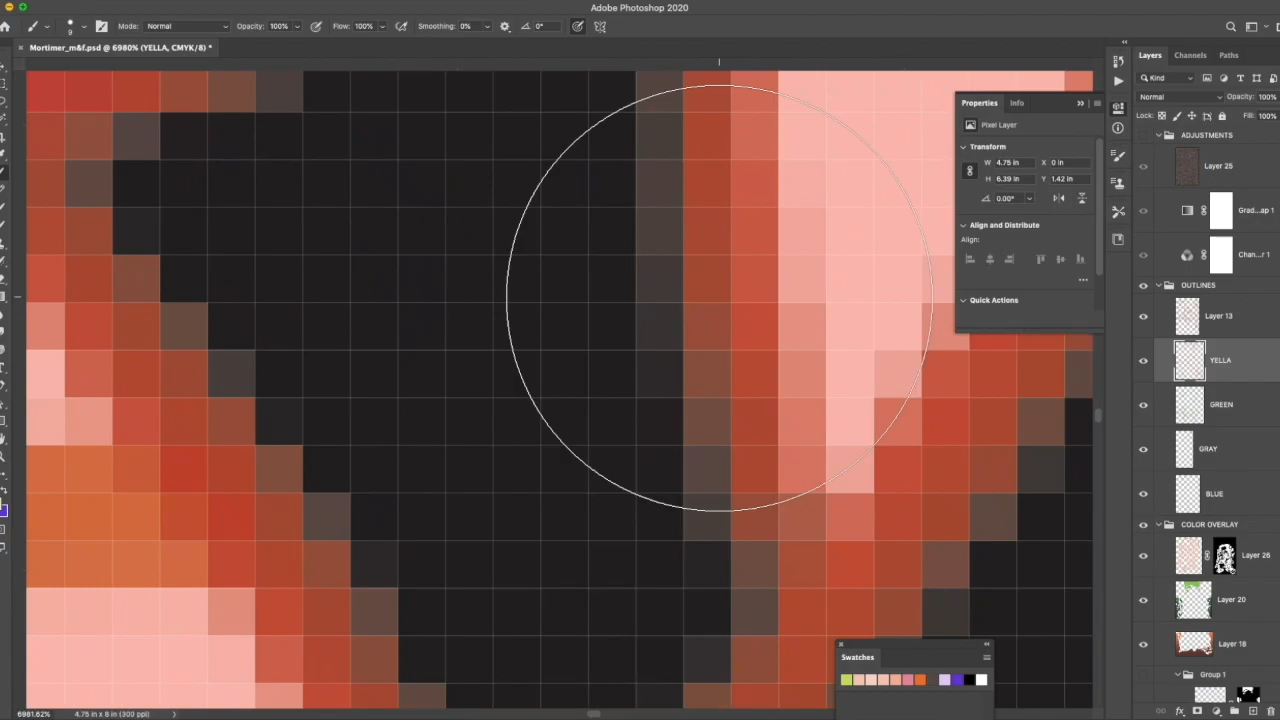 Adobe Photoshop 2020
9
Mode: Normal
Opacity: 100%
Flow: 100%
Smoothing: 0%
0°
Mortimer_m&f.psd @ 6980% (YELLA, CMYK/8) *
Properties
Info
Pixel Layer
Transform
W 4.75 in
X 0 in
H 6.39 in
Y 1.42 in
0.00°
Align and Distribute
Align:
Quick Actions
Layers
Channels
Paths
Kind
Normal
Opacity: 100%
Lock:
Fill: 100%
ADJUSTMENTS
Layer 25
Grad...ap 1
Chan...r 1
OUTLINES
Layer 13
YELLA
GREEN
GRAY
BLUE
COLOR OVERLAY
Layer 26
Layer 20
Layer 18
Group 1
Swatches
6981.62%
4.75 in x 8 in (300 ppi)